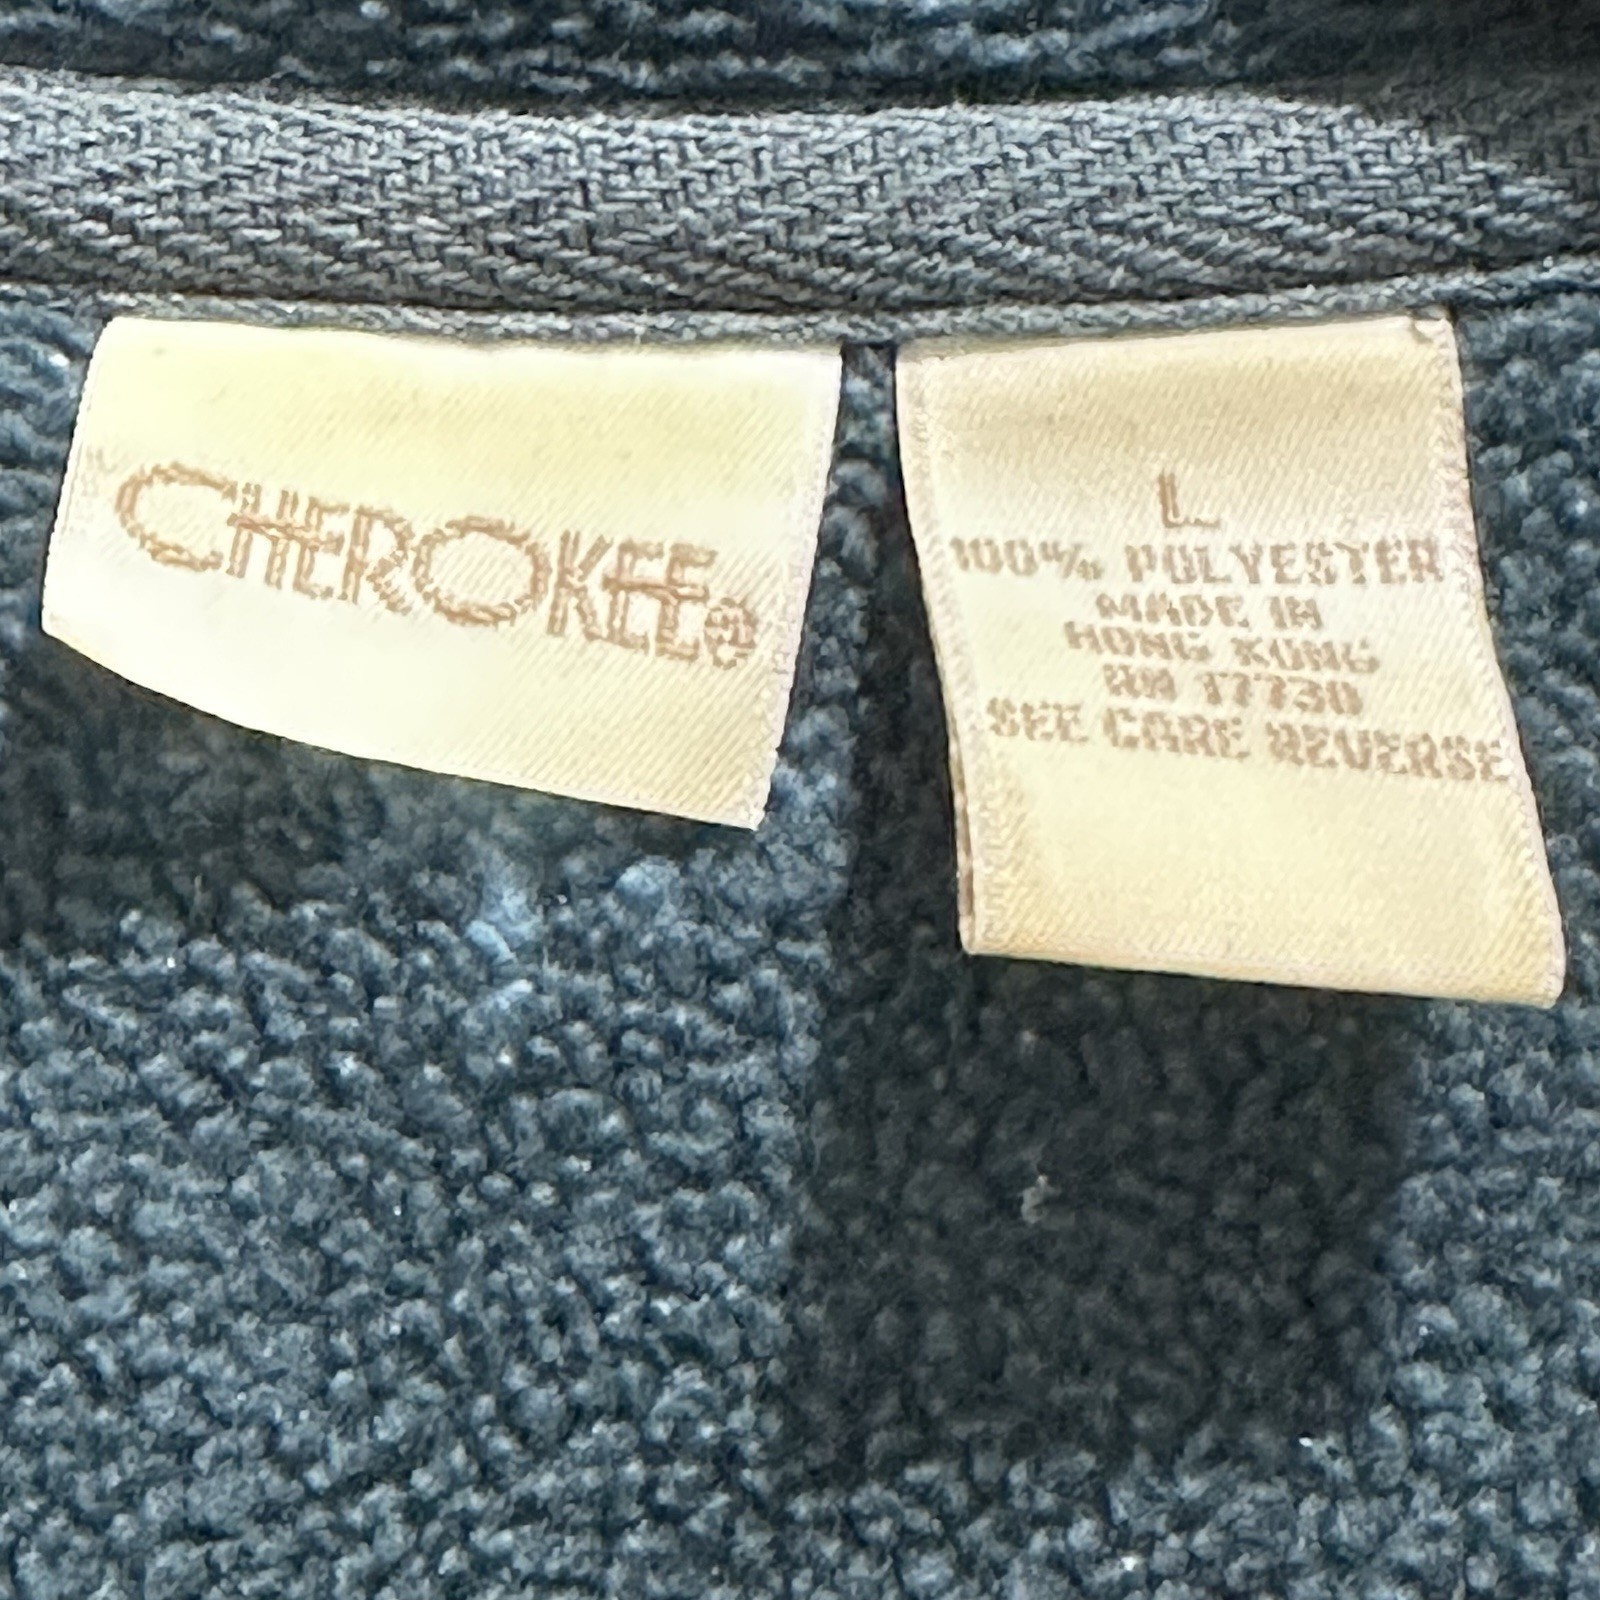 CHEROKEE®
L
100% POLYESTER
MADE IN
HONG KONG
RN 17730
SEE CARE REVERSE